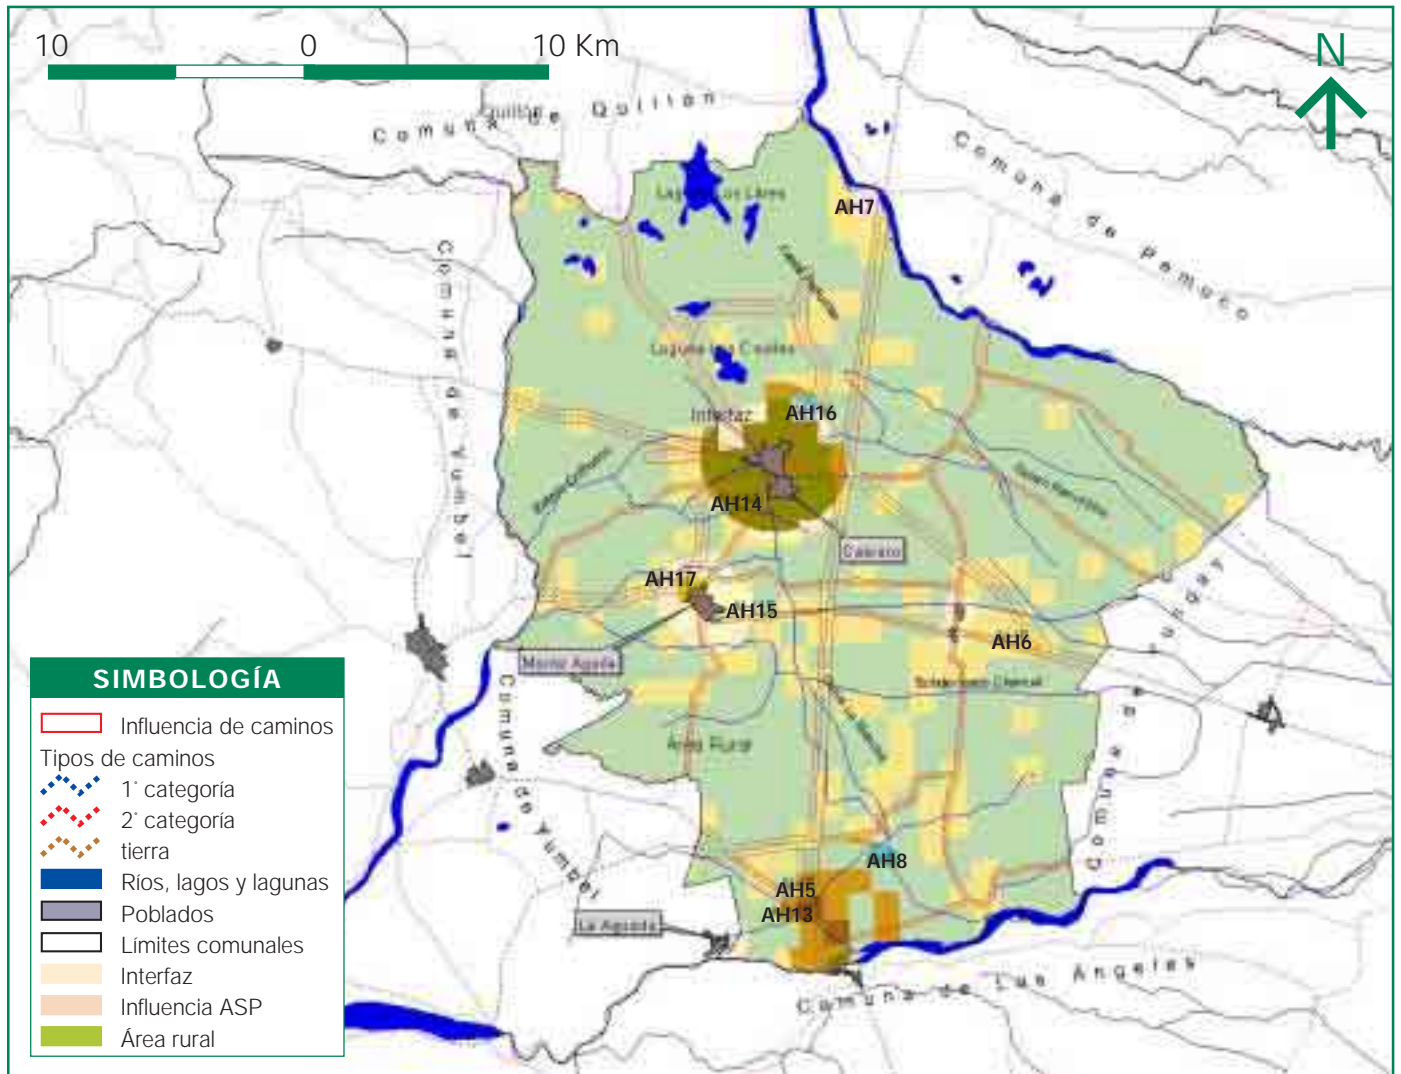 10 0 10 Km
N
Comuna de Quillón
Quillón
Comuna de Pemuco
Comuna de Yumbel
AH7
AH16
Interfaz
AH14
Cabrero
AH17
AH15
Monte Aguila
AH6
Área Rural
AH8
AH5
AH13
La Aguada
Comuna de Yumbel
Comuna de Los Angeles
SIMBOLOGÍA
Influencia de caminos
Tipos de caminos
1° categoría
2° categoría
tierra
Ríos, lagos y lagunas
Poblados
Límites comunales
Interfaz
Influencia ASP
Área rural